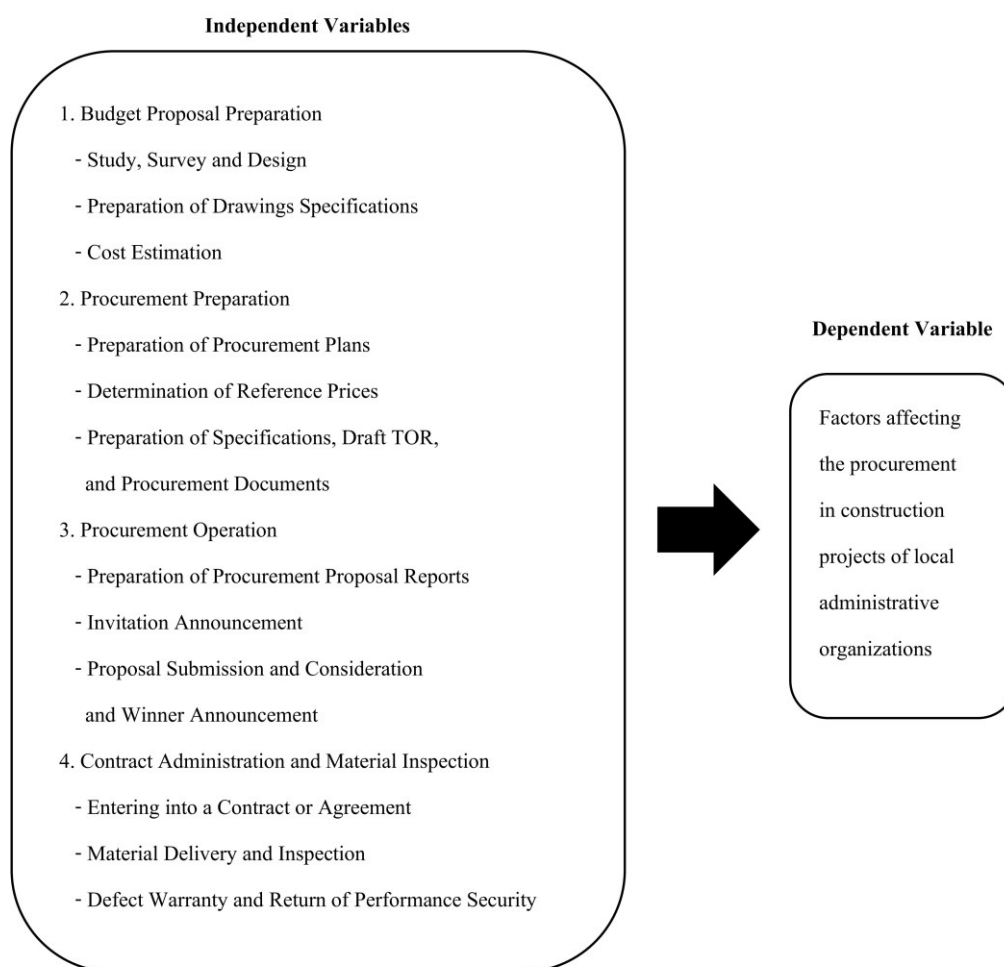 Independent Variables
1. Budget Proposal Preparation
- Study, Survey and Design
- Preparation of Drawings Specifications
- Cost Estimation
2. Procurement Preparation
- Preparation of Procurement Plans
- Determination of Reference Prices
- Preparation of Specifications, Draft TOR,
and Procurement Documents
3. Procurement Operation
- Preparation of Procurement Proposal Reports
- Invitation Announcement
- Proposal Submission and Consideration
and Winner Announcement
4. Contract Administration and Material Inspection
- Entering into a Contract or Agreement
- Material Delivery and Inspection
- Defect Warranty and Return of Performance Security
Dependent Variable
Factors affecting
the procurement
in construction
projects of local
administrative
organizations